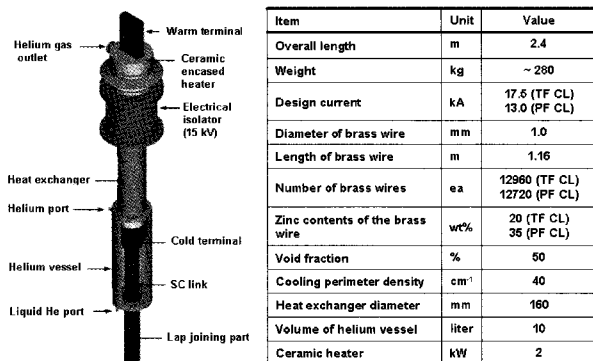 Warm terminal
Helium gas
outlet
Ceramic
encased
heater
Electrical
isolator
(15 kV)
Heat exchanger
Helium port
Cold terminal
Helium vessel
SC link
Liquid He port
Lap joining part
Item Unit Value
Overall length m 2.4
Weight kg ~ 280
Design current kA 17.5 (TF CL)
13.0 (PF CL)
Diameter of brass wire mm 1.0
Length of brass wire m 1.16
Number of brass wires ea 12960 (TF CL)
12720 (PF CL)
Zinc contents of the brass
wire wt% 20 (TF CL)
35 (PF CL)
Void fraction % 50
Cooling perimeter density cm⁻¹ 40
Heat exchanger diameter mm 160
Volume of helium vessel liter 10
Ceramic heater kW 2